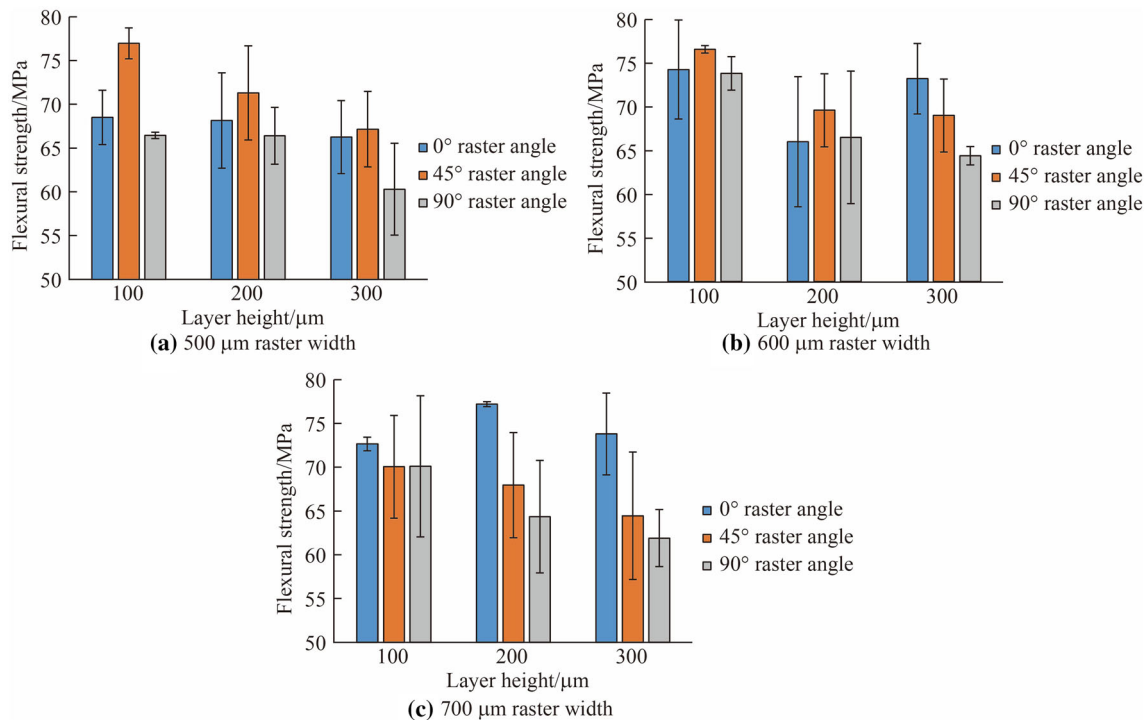 80
75
70
65
60
55
50
Flexural strength/MPa
100 200 300
Layer height/μm
0° raster angle
45° raster angle
90° raster angle
(a) 500 μm raster width
80
75
70
65
60
55
50
Flexural strength/MPa
100 200 300
Layer height/μm
0° raster angle
45° raster angle
90° raster angle
(b) 600 μm raster width
80
75
70
65
60
55
50
Flexural strength/MPa
100 200 300
Layer height/μm
0° raster angle
45° raster angle
90° raster angle
(c) 700 μm raster width